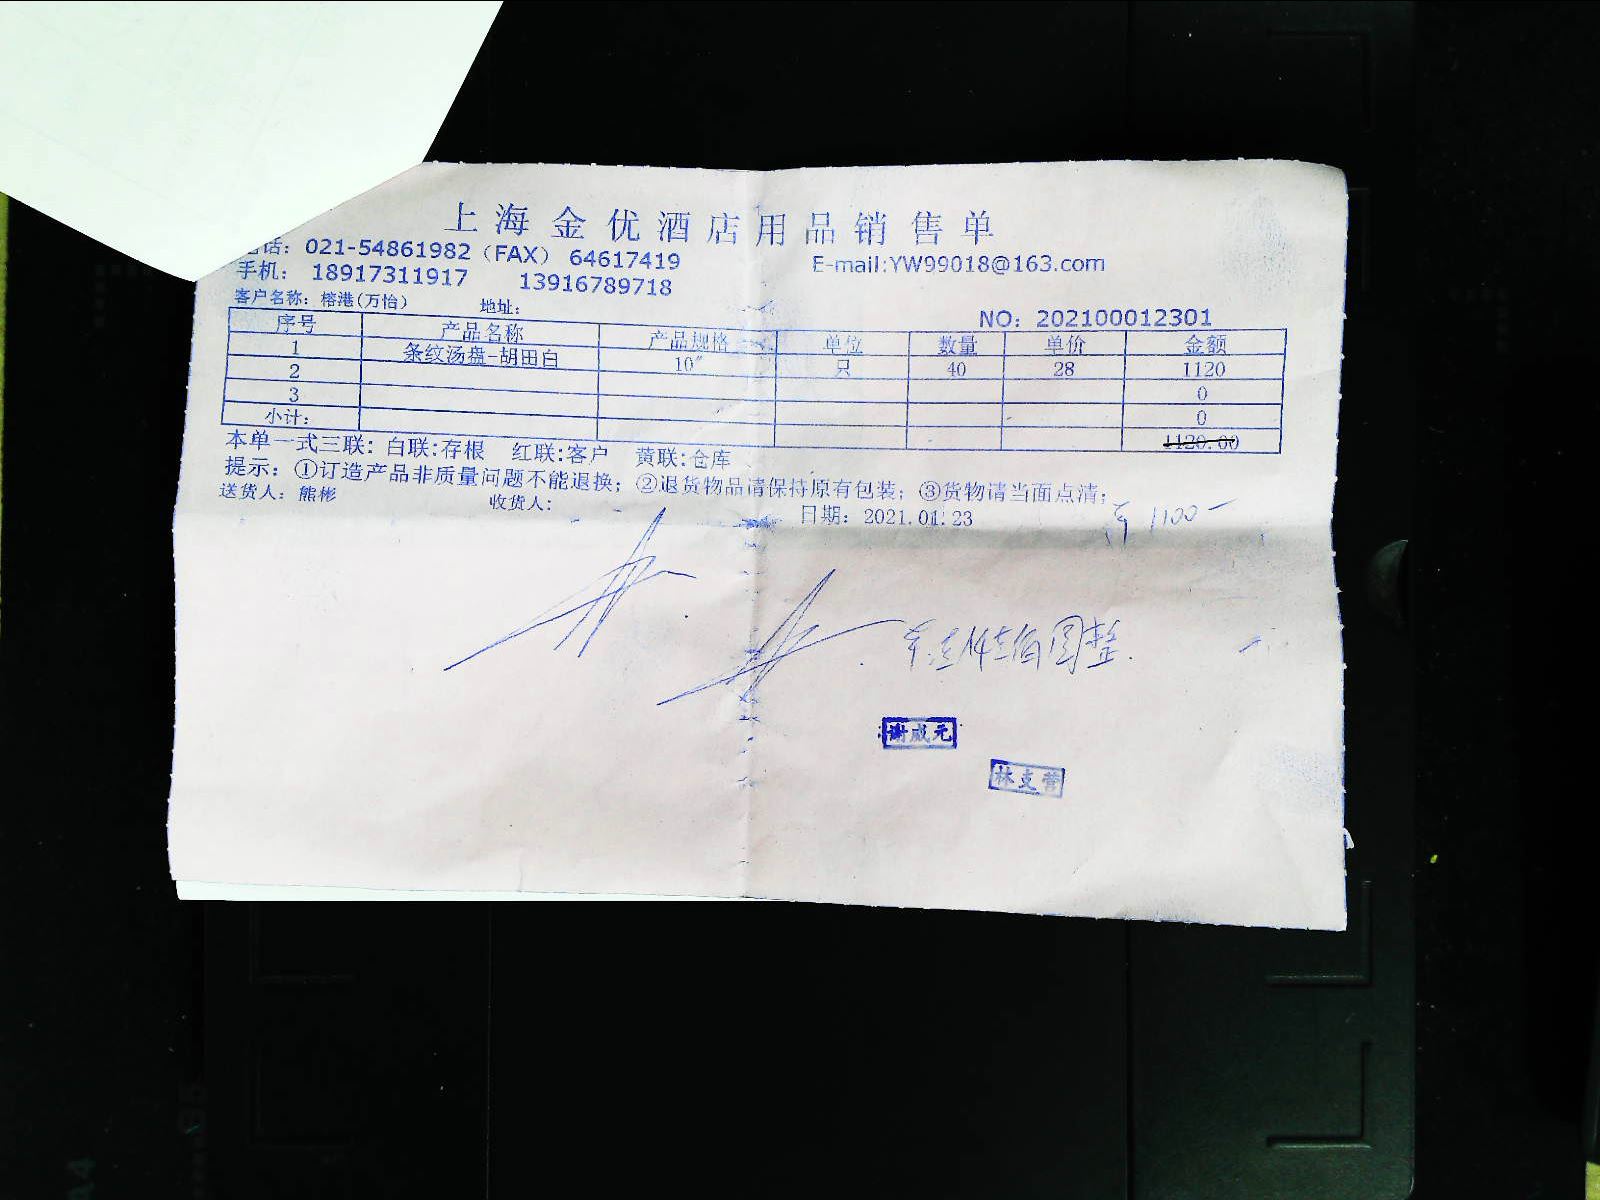 上海金优酒店用品销售单
话： 021-54861982（FAX） 64617419
手机： 18917311917 13916789718 E-mail:YW99018@163.com
客户名称：榕港(万怡) 地址： NO：202100012301
序号 产品名称 产品规格 单位 数量 单价 金额
1 条纹汤盘-胡田白 10" 只 40 28 1120
2 0
3 0
小计： 1120.00
本单一式三联：白联:存根 红联:客户 黄联:仓库
提示：①订造产品非质量问题不能退换；②退货物品请保持原有包装；③货物请当面点清；
送货人：熊彬 收货人： 日期：2021.01.23
1100-
圆整
谢威元
林支营